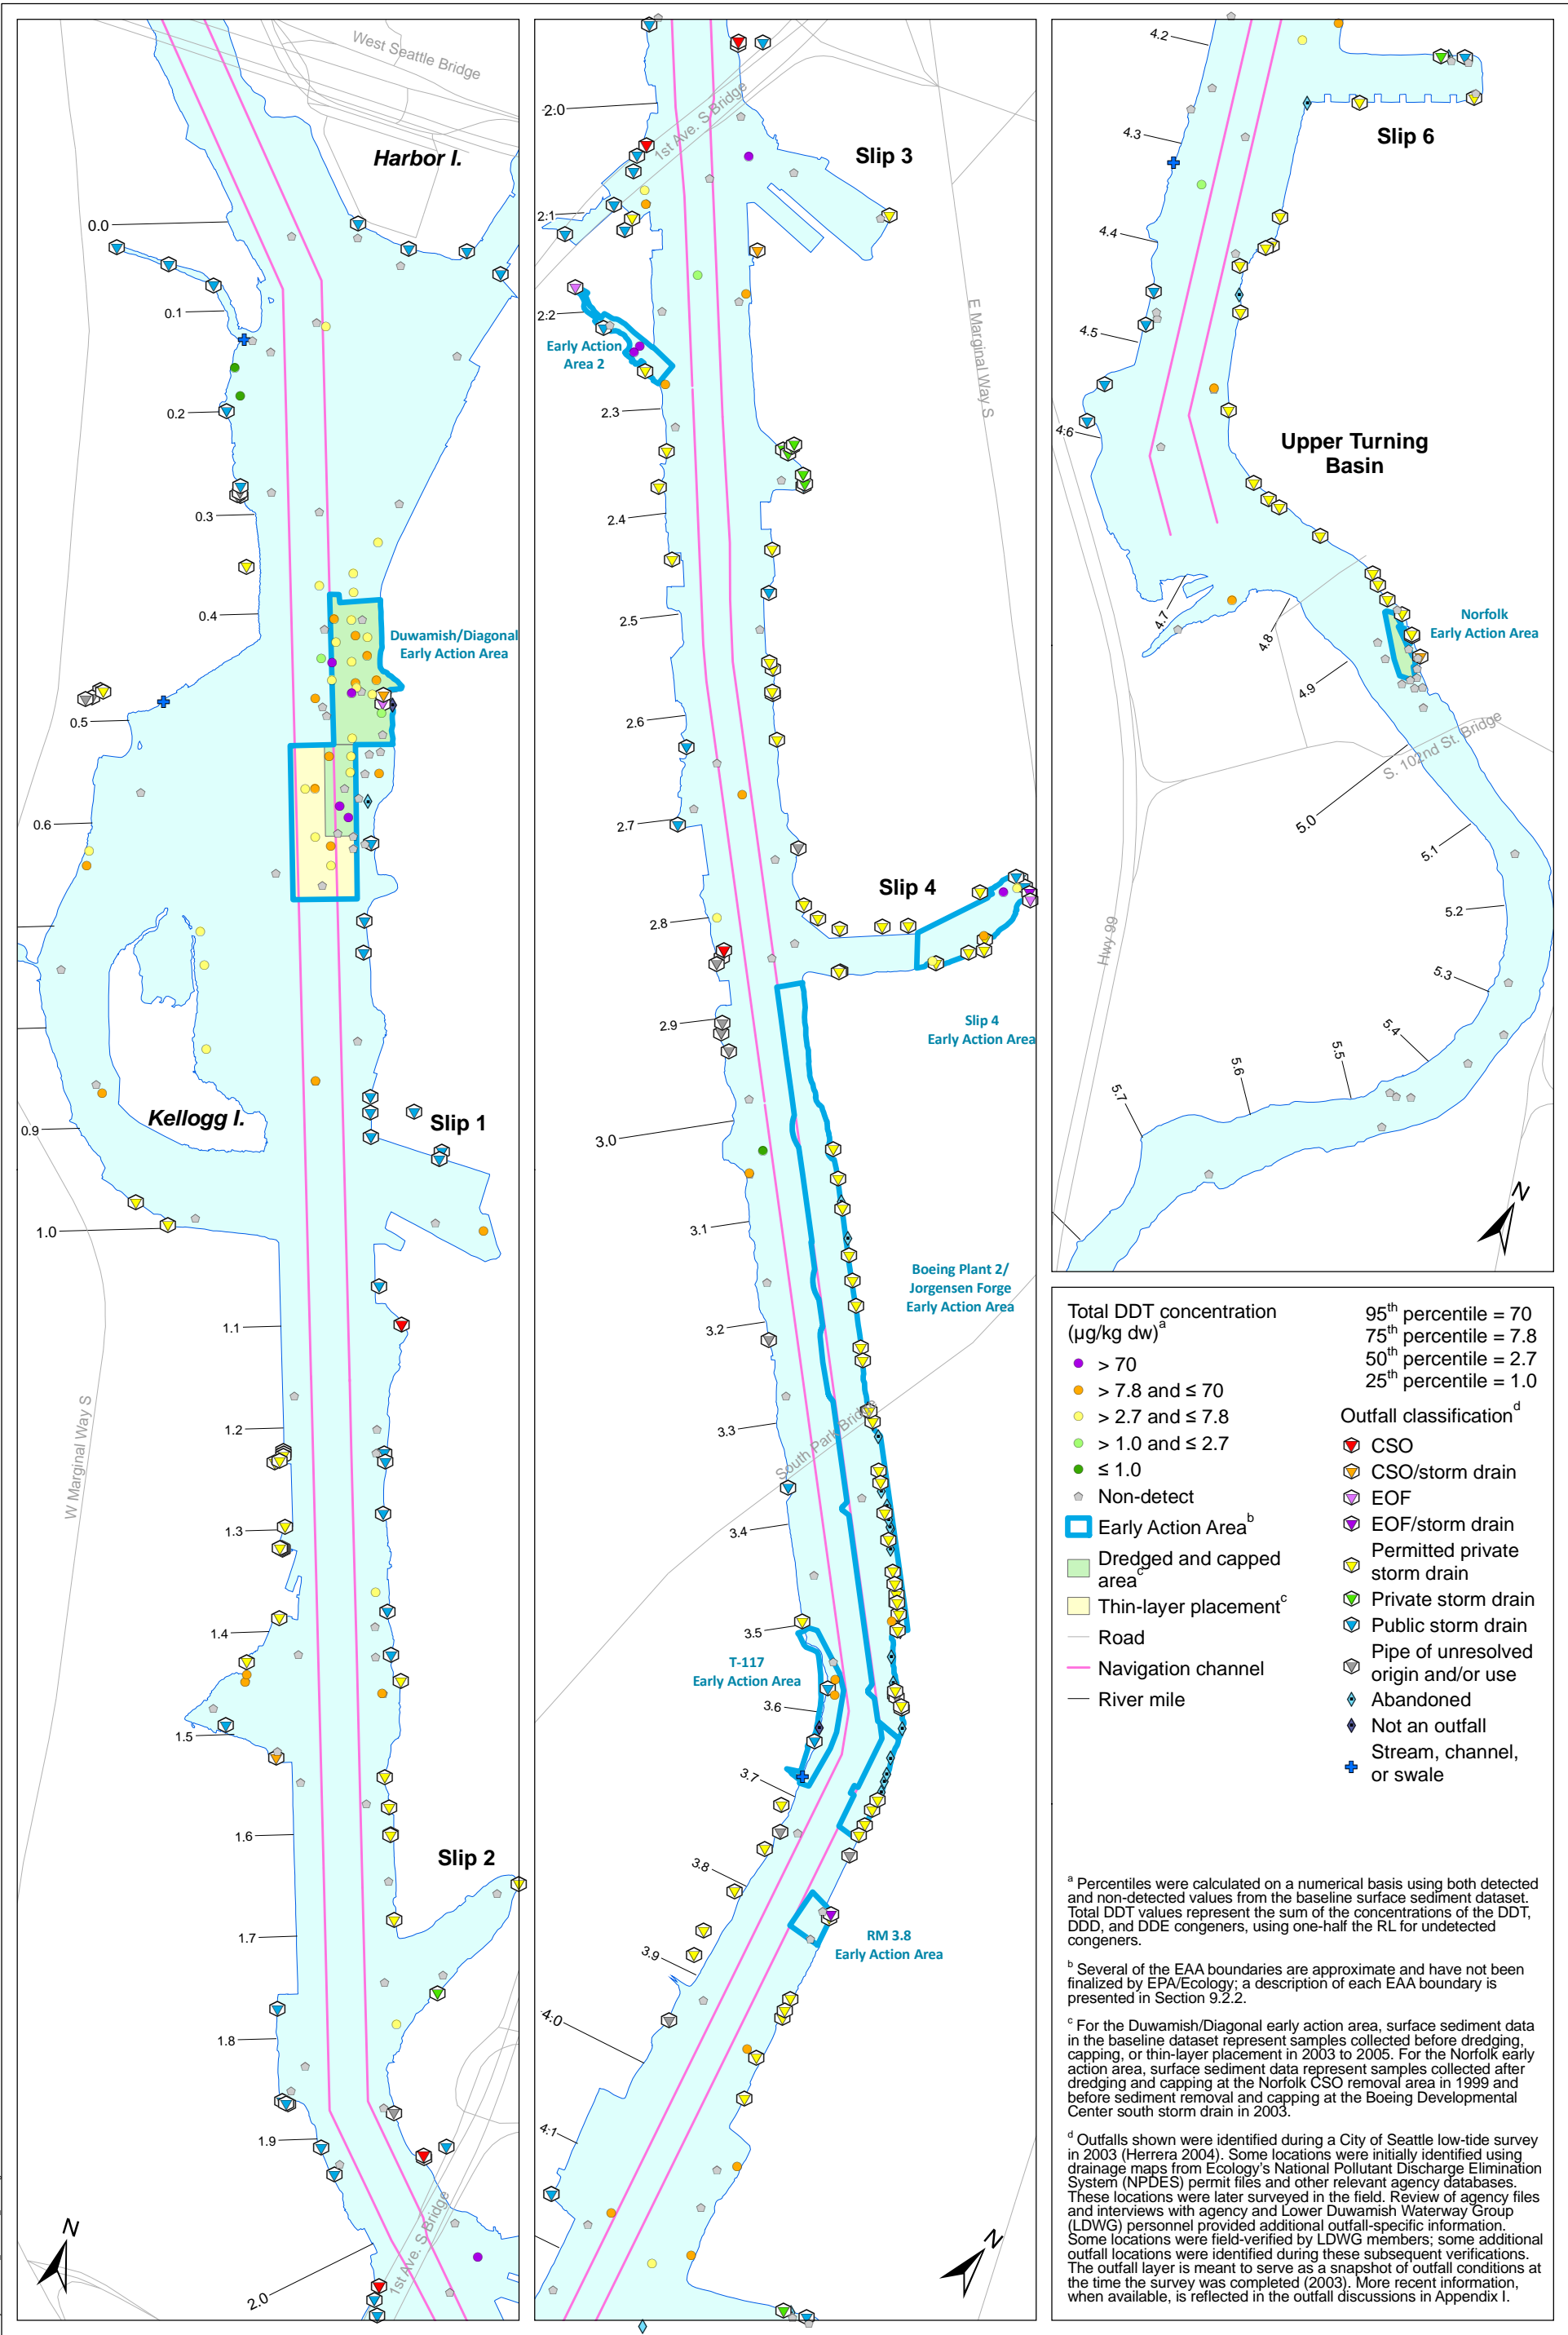 West Seattle Bridge
Harbor I.
0.0
0.1
0.2
0.3
0.4
Duwamish/Diagonal
Early Action Area
0.5
0.6
Kellogg I.
Slip 1
0.9
1.0
1.1
W Marginal Way S
1.2
1.3
1.4
1.5
1.6
Slip 2
1.7
1.8
1.9
1st Ave. S Bridge
2.0
N
2.0
1st Ave. S Bridge
Slip 3
2.1
2.2
Early Action
Area 2
E Marginal Way S
2.3
2.4
2.5
2.6
2.7
Slip 4
2.8
2.9
Slip 4
Early Action Area
3.0
3.1
Boeing Plant 2/
Jorgensen Forge
Early Action Area
3.2
3.3
South Park Bridge
3.4
3.5
T-117
Early Action Area
3.6
3.7
3.8
RM 3.8
Early Action Area
3.9
4.0
4.1
N
4.2
4.3
Slip 6
4.4
4.5
4.6
Upper Turning
Basin
4.7
4.8
Norfolk
Early Action Area
4.9
S. 102nd St. Bridge
5.0
5.1
Hwy 99
5.2
5.3
5.4
5.5
5.6
5.7
N
Total DDT concentration
(µg/kg dw)a
> 70
> 7.8 and ≤ 70
> 2.7 and ≤ 7.8
> 1.0 and ≤ 2.7
≤ 1.0
Non-detect
Early Action Areab
Dredged and capped
areac
Thin-layer placementc
Road
Navigation channel
River mile
95th percentile = 70
75th percentile = 7.8
50th percentile = 2.7
25th percentile = 1.0
Outfall classificationd
CSO
CSO/storm drain
EOF
EOF/storm drain
Permitted private
storm drain
Private storm drain
Public storm drain
Pipe of unresolved
origin and/or use
Abandoned
Not an outfall
Stream, channel,
or swale
a Percentiles were calculated on a numerical basis using both detected
and non-detected values from the baseline surface sediment dataset.
Total DDT values represent the sum of the concentrations of the DDT,
DDD, and DDE congeners, using one-half the RL for undetected
congeners.
b Several of the EAA boundaries are approximate and have not been
finalized by EPA/Ecology; a description of each EAA boundary is
presented in Section 9.2.2.
c For the Duwamish/Diagonal early action area, surface sediment data
in the baseline dataset represent samples collected before dredging,
capping, or thin-layer placement in 2003 to 2005. For the Norfolk early
action area, surface sediment data represent samples collected after
dredging and capping at the Norfolk CSO removal area in 1999 and
before sediment removal and capping at the Boeing Developmental
Center south storm drain in 2003.
d Outfalls shown were identified during a City of Seattle low-tide survey
in 2003 (Herrera 2004). Some locations were initially identified using
drainage maps from Ecology's National Pollutant Discharge Elimination
System (NPDES) permit files and other relevant agency databases.
These locations were later surveyed in the field. Review of agency files
and interviews with agency and Lower Duwamish Waterway Group
(LDWG) personnel provided additional outfall-specific information.
Some locations were field-verified by LDWG members; some additional
outfall locations were identified during these subsequent verifications.
The outfall layer is meant to serve as a snapshot of outfall conditions at
the time the survey was completed (2003). More recent information,
when available, is reflected in the outfall discussions in Appendix I.